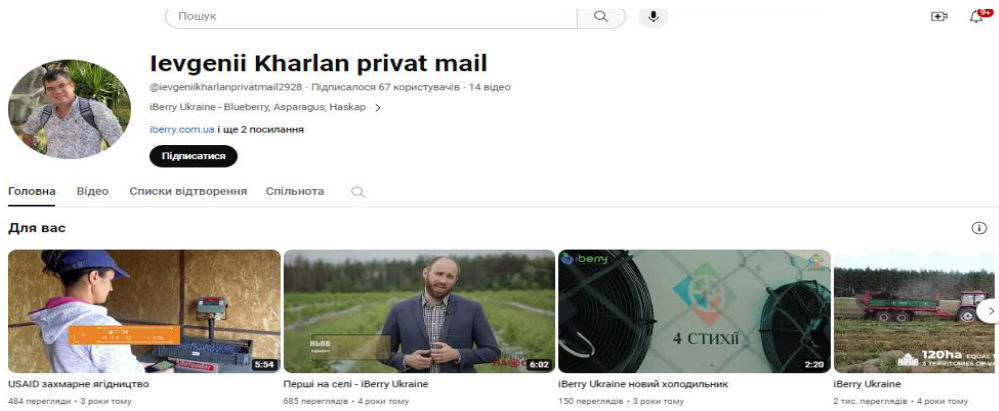 Пошук
9+
Ievgenii Kharlan privat mail
@ievgeniikharlanprivatmail2928 · Підписалося 67 користувачів · 14 відео
iBerry Ukraine - Blueberry, Asparagus, Haskap >
iberry.com.ua і ще 2 посилання
Підписатися
Головна Відео Списки відтворення Спільнота
Для вас
iberry
4 СТИХІЇ
120ha
5:54 6:02 2:20
USAID захмарне ягідництво Перші на селі - iBerry Ukraine iBerry Ukraine новий холодильник iBerry Ukraine
484 перегляди • 3 роки тому 685 переглядів • 4 роки тому 150 переглядів • 3 роки тому 2 тис. переглядів • 4 роки тому